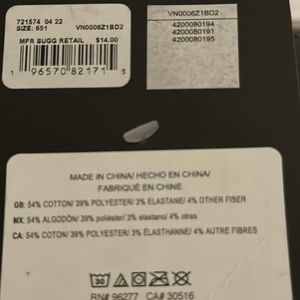 721574 04 22
SIZE: 651 VN0006Z1BD2
MFR SUGG RETAIL $14.00
1 96570 82171 5
VN0006Z1BD2
4200080194
4200080191
4200080195
MADE IN CHINA/ HECHO EN CHINA/
FABRIQUÉ EN CHINE
GB: 54% COTTON/ 39% POLYESTER/ 3% ELASTANE/ 4% OTHER FIBER
MX: 54% ALGODÓN/ 39% poliéster/ 3% elastano/ 4% otras
CA: 54% COTON/ 39% POLYESTER/ 3% ÉLASTHANNE/ 4% AUTRE FIBRES
RN# 96277 CA# 30516